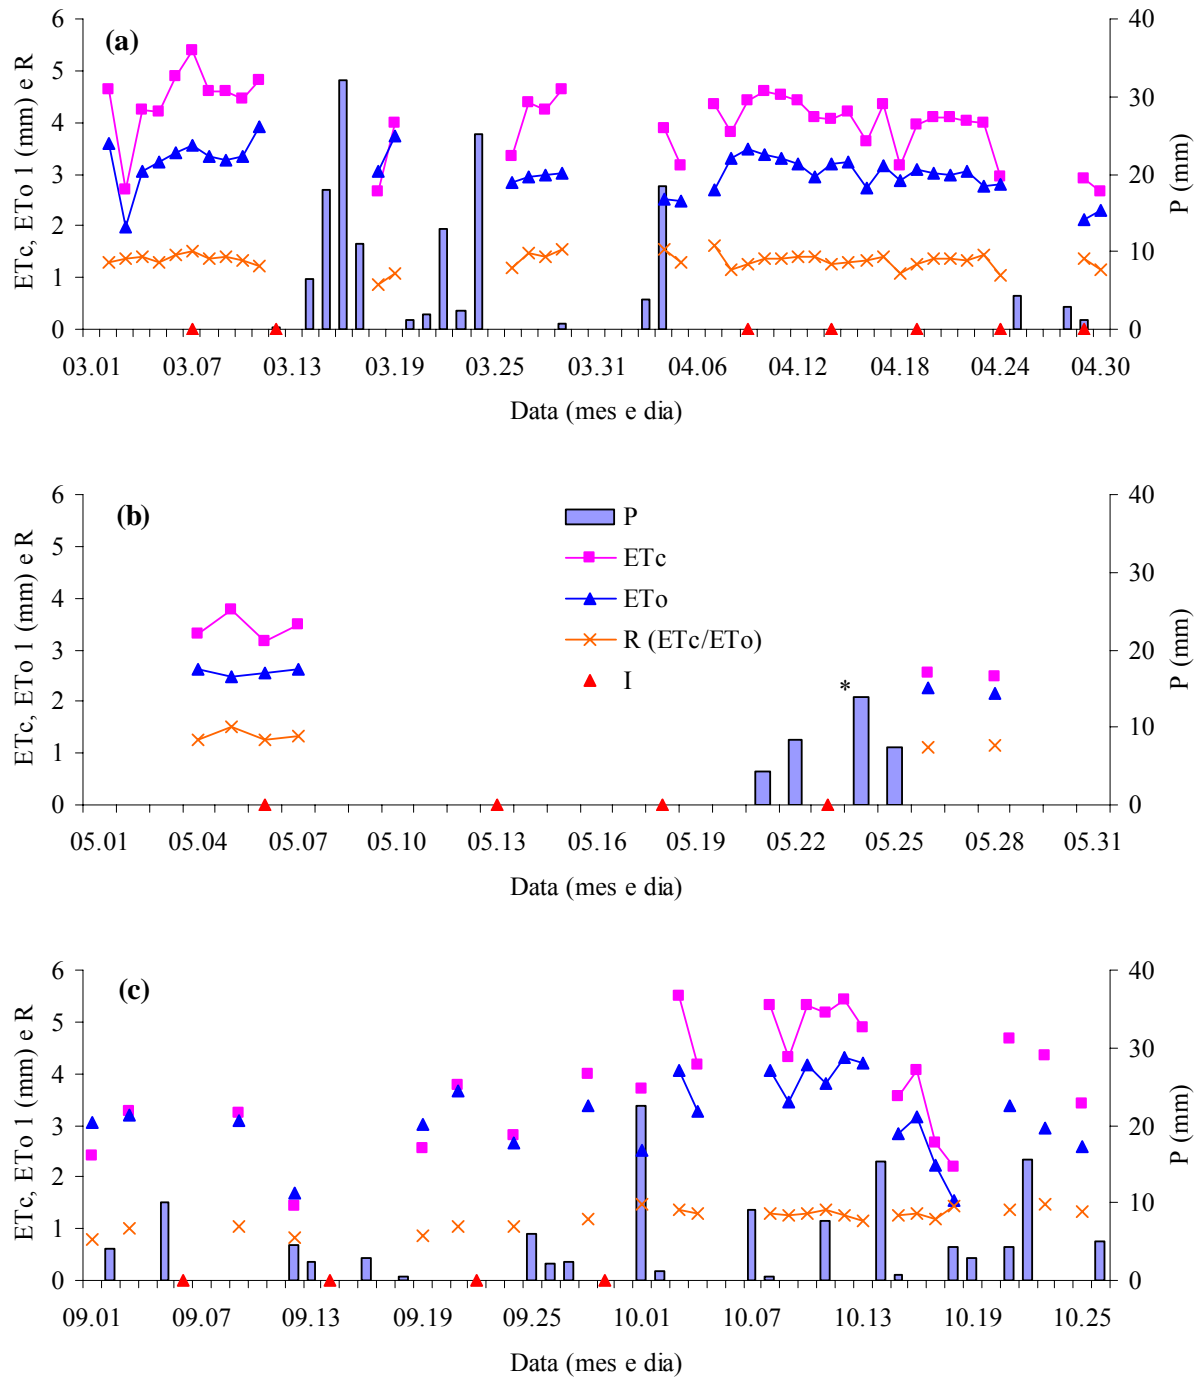 (a)
ETc, ETo 1 (mm) e R
6
5
4
3
2
1
0
40
30
20
10
0
P (mm)
03.01 03.07 03.13 03.19 03.25 03.31 04.06 04.12 04.18 04.24 04.30
Data (mes e dia)
(b)
ETc, ETo 1 (mm) e R
6
5
4
3
2
1
0
P
ETc
ETo
R (ETc/ETo)
I
*
40
30
20
10
0
P (mm)
05.01 05.04 05.07 05.10 05.13 05.16 05.19 05.22 05.25 05.28 05.31
Data (mes e dia)
(c)
ETc, ETo 1 (mm) e R
6
5
4
3
2
1
0
40
30
20
10
0
P (mm)
09.01 09.07 09.13 09.19 09.25 10.01 10.07 10.13 10.19 10.25
Data (mes e dia)